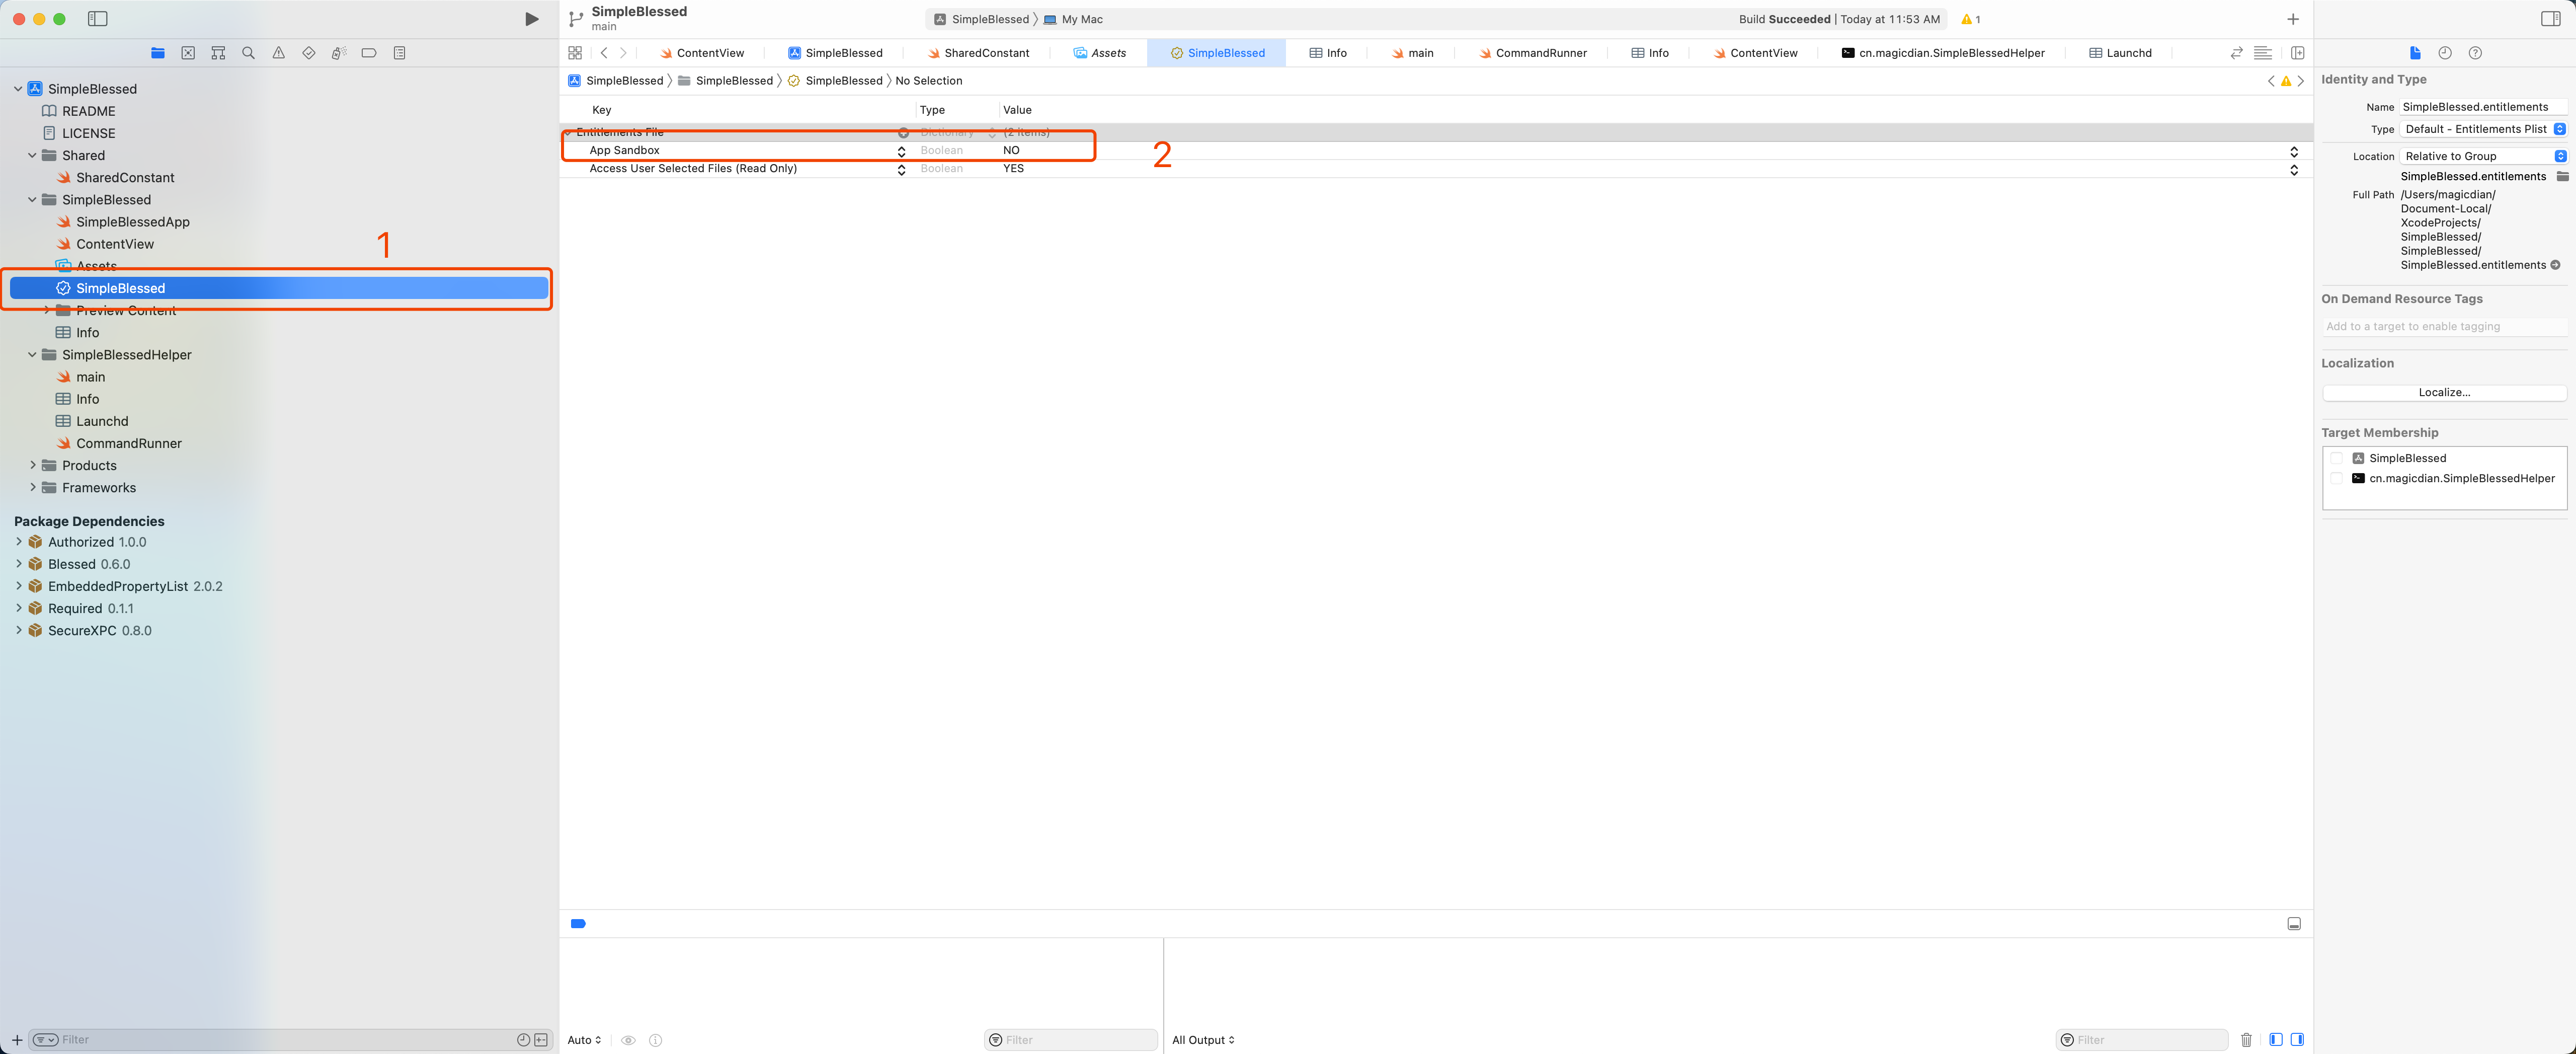 SimpleBlessed
main
SimpleBlessed
My Mac
Build Succeeded | Today at 11:53 AM
1
ContentView
SimpleBlessed
SharedConstant
Assets
SimpleBlessed
Info
main
CommandRunner
Info
ContentView
cn.magicdian.SimpleBlessedHelper
Launchd
SimpleBlessed
README
LICENSE
Shared
SharedConstant
SimpleBlessed
SimpleBlessedApp
ContentView
1
Assets
SimpleBlessed
Preview Content
Info
SimpleBlessedHelper
main
Info
Launchd
CommandRunner
Products
Frameworks
Package Dependencies
Authorized 1.0.0
Blessed 0.6.0
EmbeddedPropertyList 2.0.2
Required 0.1.1
SecureXPC 0.8.0
Filter
SimpleBlessed
SimpleBlessed
SimpleBlessed
No Selection
Key
Type
Value
Entitlements File
Dictionary
(2 items)
App Sandbox
Boolean
NO
2
Access User Selected Files (Read Only)
Boolean
YES
Auto
Filter
All Output
Filter
Identity and Type
Name
SimpleBlessed.entitlements
Type
Default - Entitlements Plist
Location
Relative to Group
SimpleBlessed.entitlements
Full Path
/Users/magicdian/
Document-Local/
XcodeProjects/
SimpleBlessed/
SimpleBlessed/
SimpleBlessed.entitlements
On Demand Resource Tags
Add to a target to enable tagging
Localization
Localize...
Target Membership
SimpleBlessed
cn.magicdian.SimpleBlessedHelper